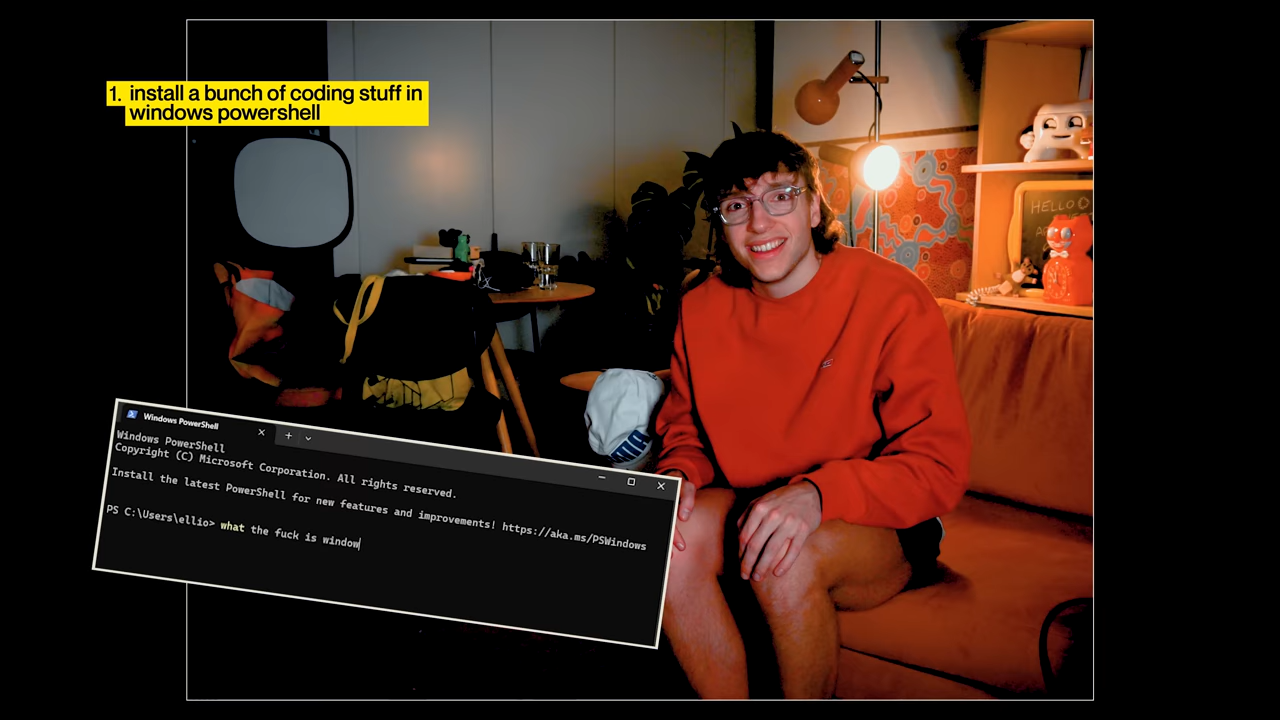 1. install a bunch of coding stuff in
windows powershell
HELLO
Windows PowerShell
Windows PowerShell
Copyright (C) Microsoft Corporation. All rights reserved.
Install the latest PowerShell for new features and improvements! https://aka.ms/PSWindows
PS C:\Users\ellio> what the fuck is window